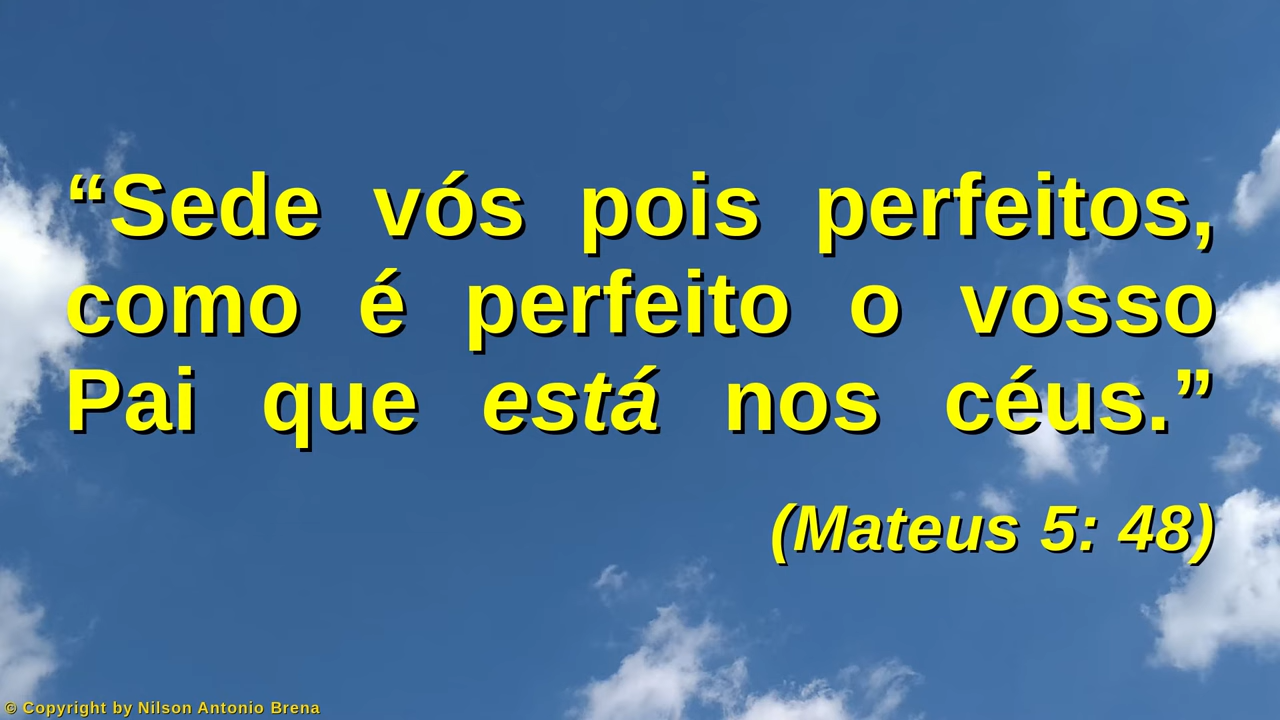 “Sede vós pois perfeitos,
como é perfeito o vosso
Pai que está nos céus.”
(Mateus 5: 48)
© Copyright by Nilson Antonio Brena